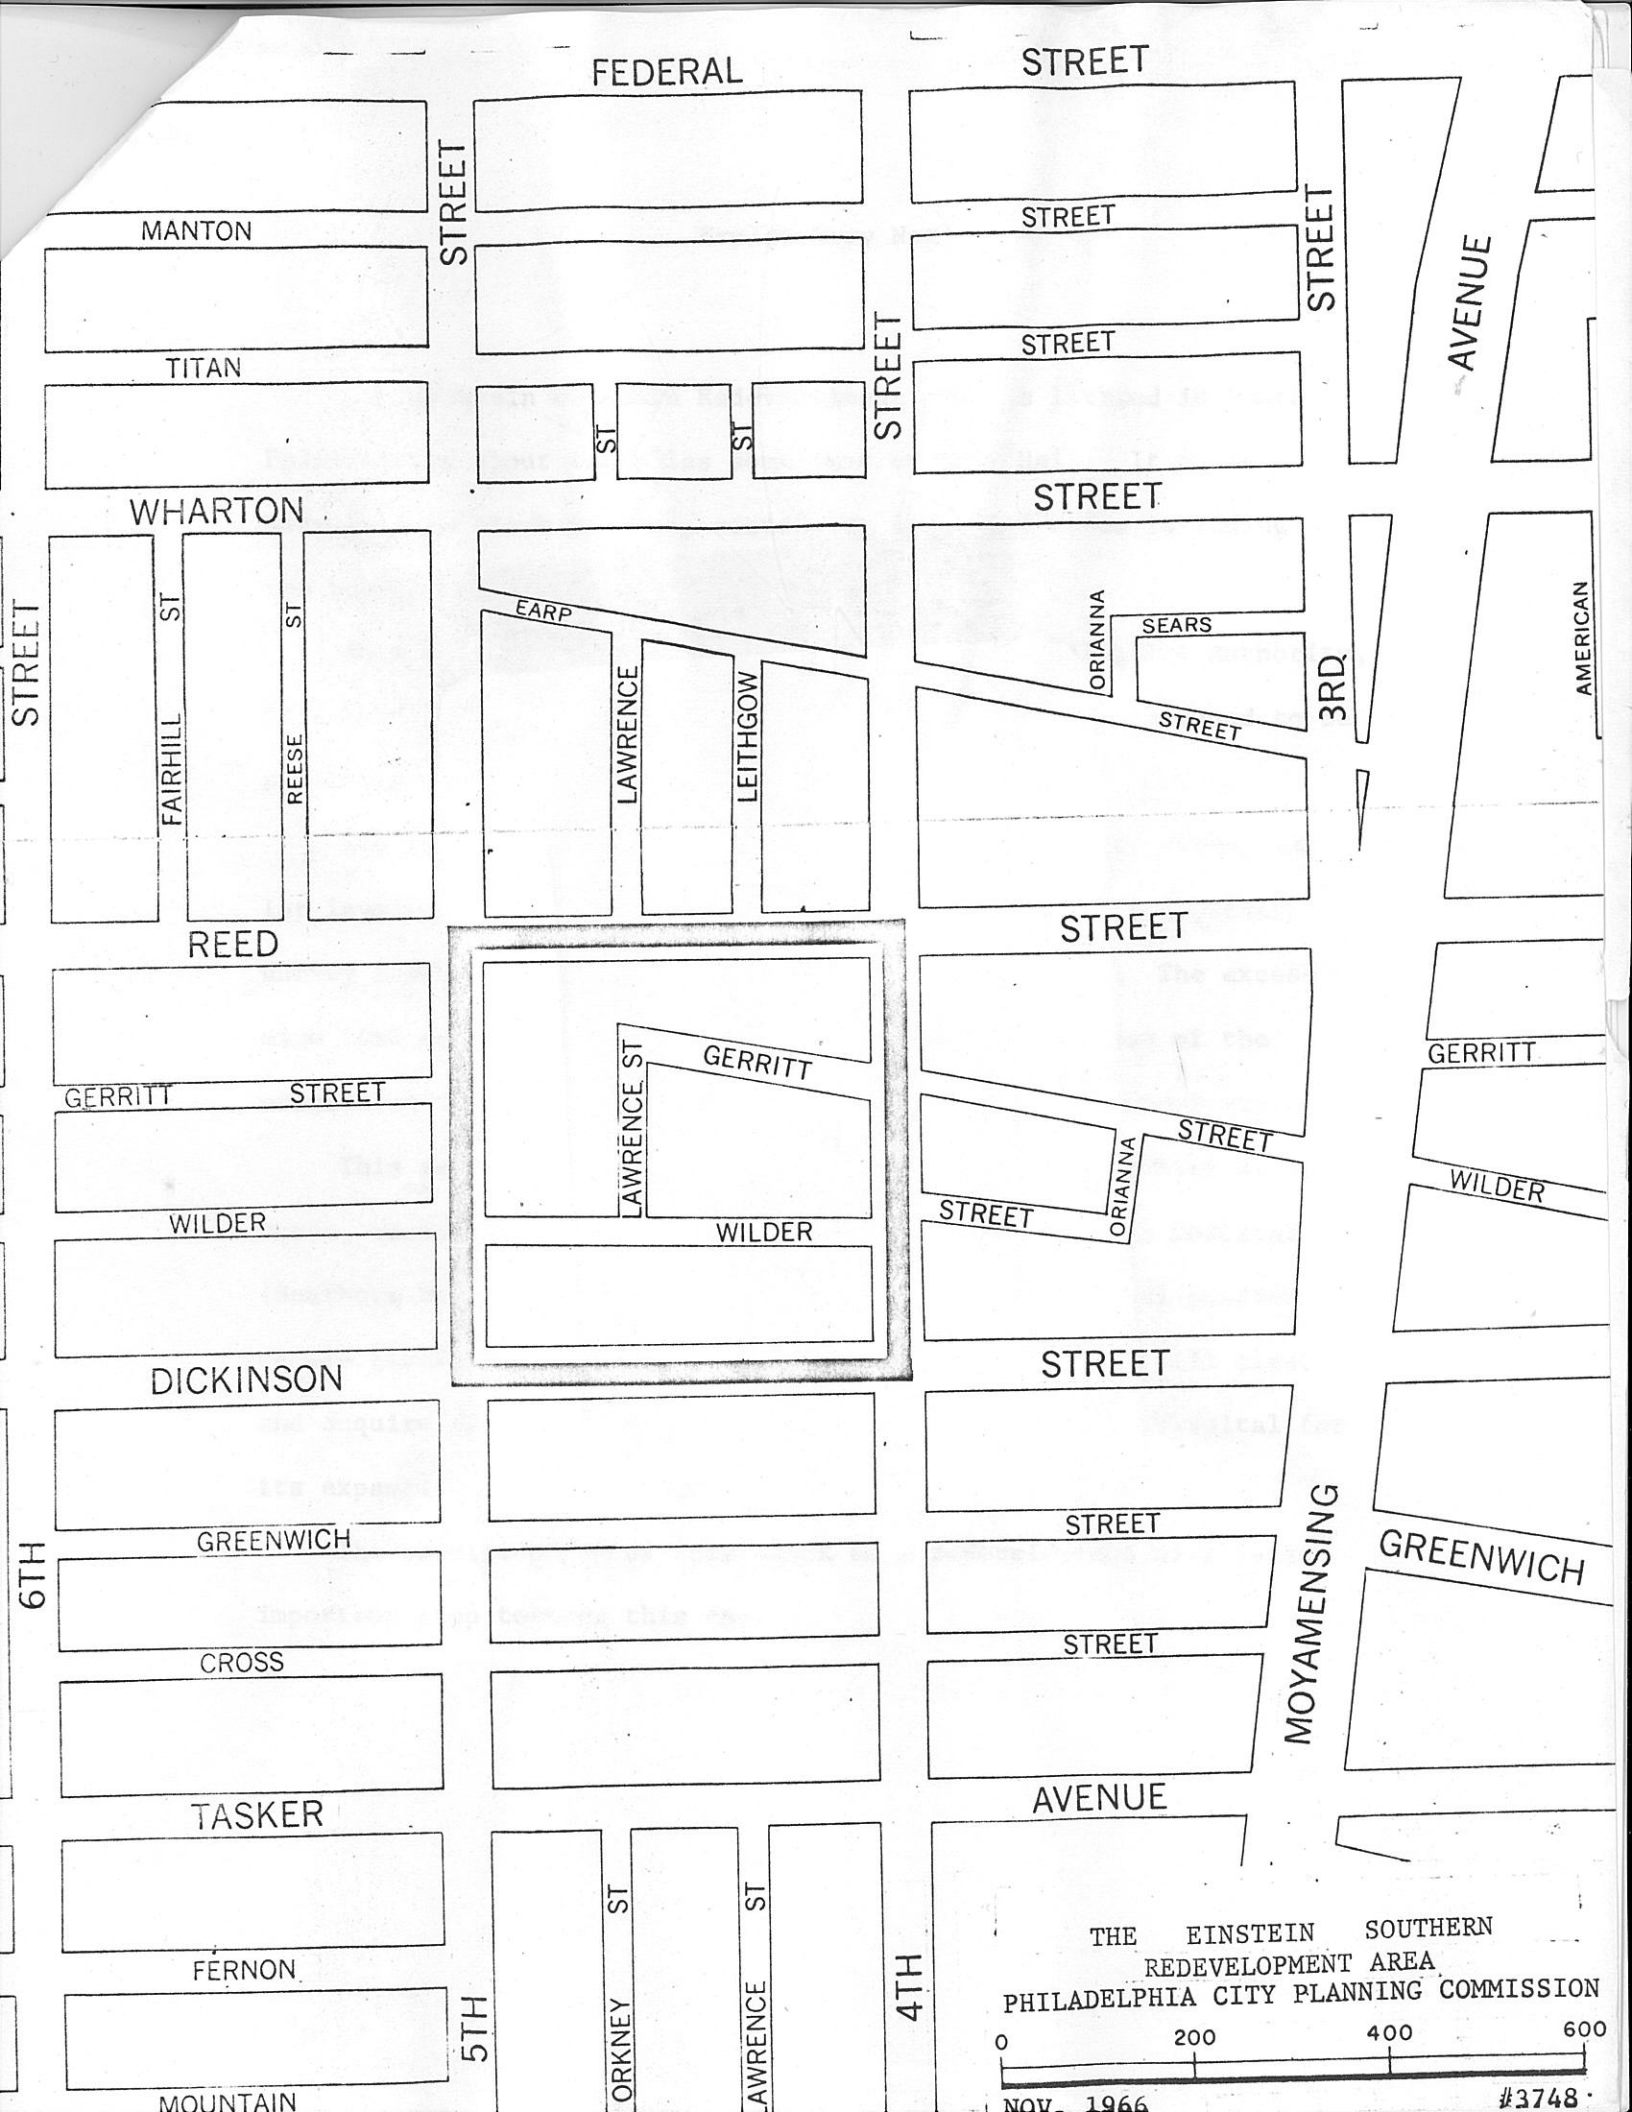 FEDERAL STREET
STREET
MANTON STREET
STREET
AVENUE
TITAN STREET
STREET
ST
ST
WHARTON STREET
STREET
ST
ST
EARP
ORIANNA
SEARS
AMERICAN
3RD
LAWRENCE
LEITHGOW
STREET
FAIRHILL
REESE
REED STREET
GERRITT STREET
LAWRENCE ST
GERRITT
GERRITT
STREET
ORIANNA
WILDER
WILDER
WILDER
STREET
DICKINSON STREET
6TH
GREENWICH STREET
MOYAMENSING
GREENWICH
CROSS STREET
TASKER AVENUE
ST
ST
FERNON
5TH
ORKNEY
LAWRENCE
4TH
MOUNTAIN
THE EINSTEIN SOUTHERN
REDEVELOPMENT AREA
PHILADELPHIA CITY PLANNING COMMISSION
0 200 400 600
NOV. 1966 #3748